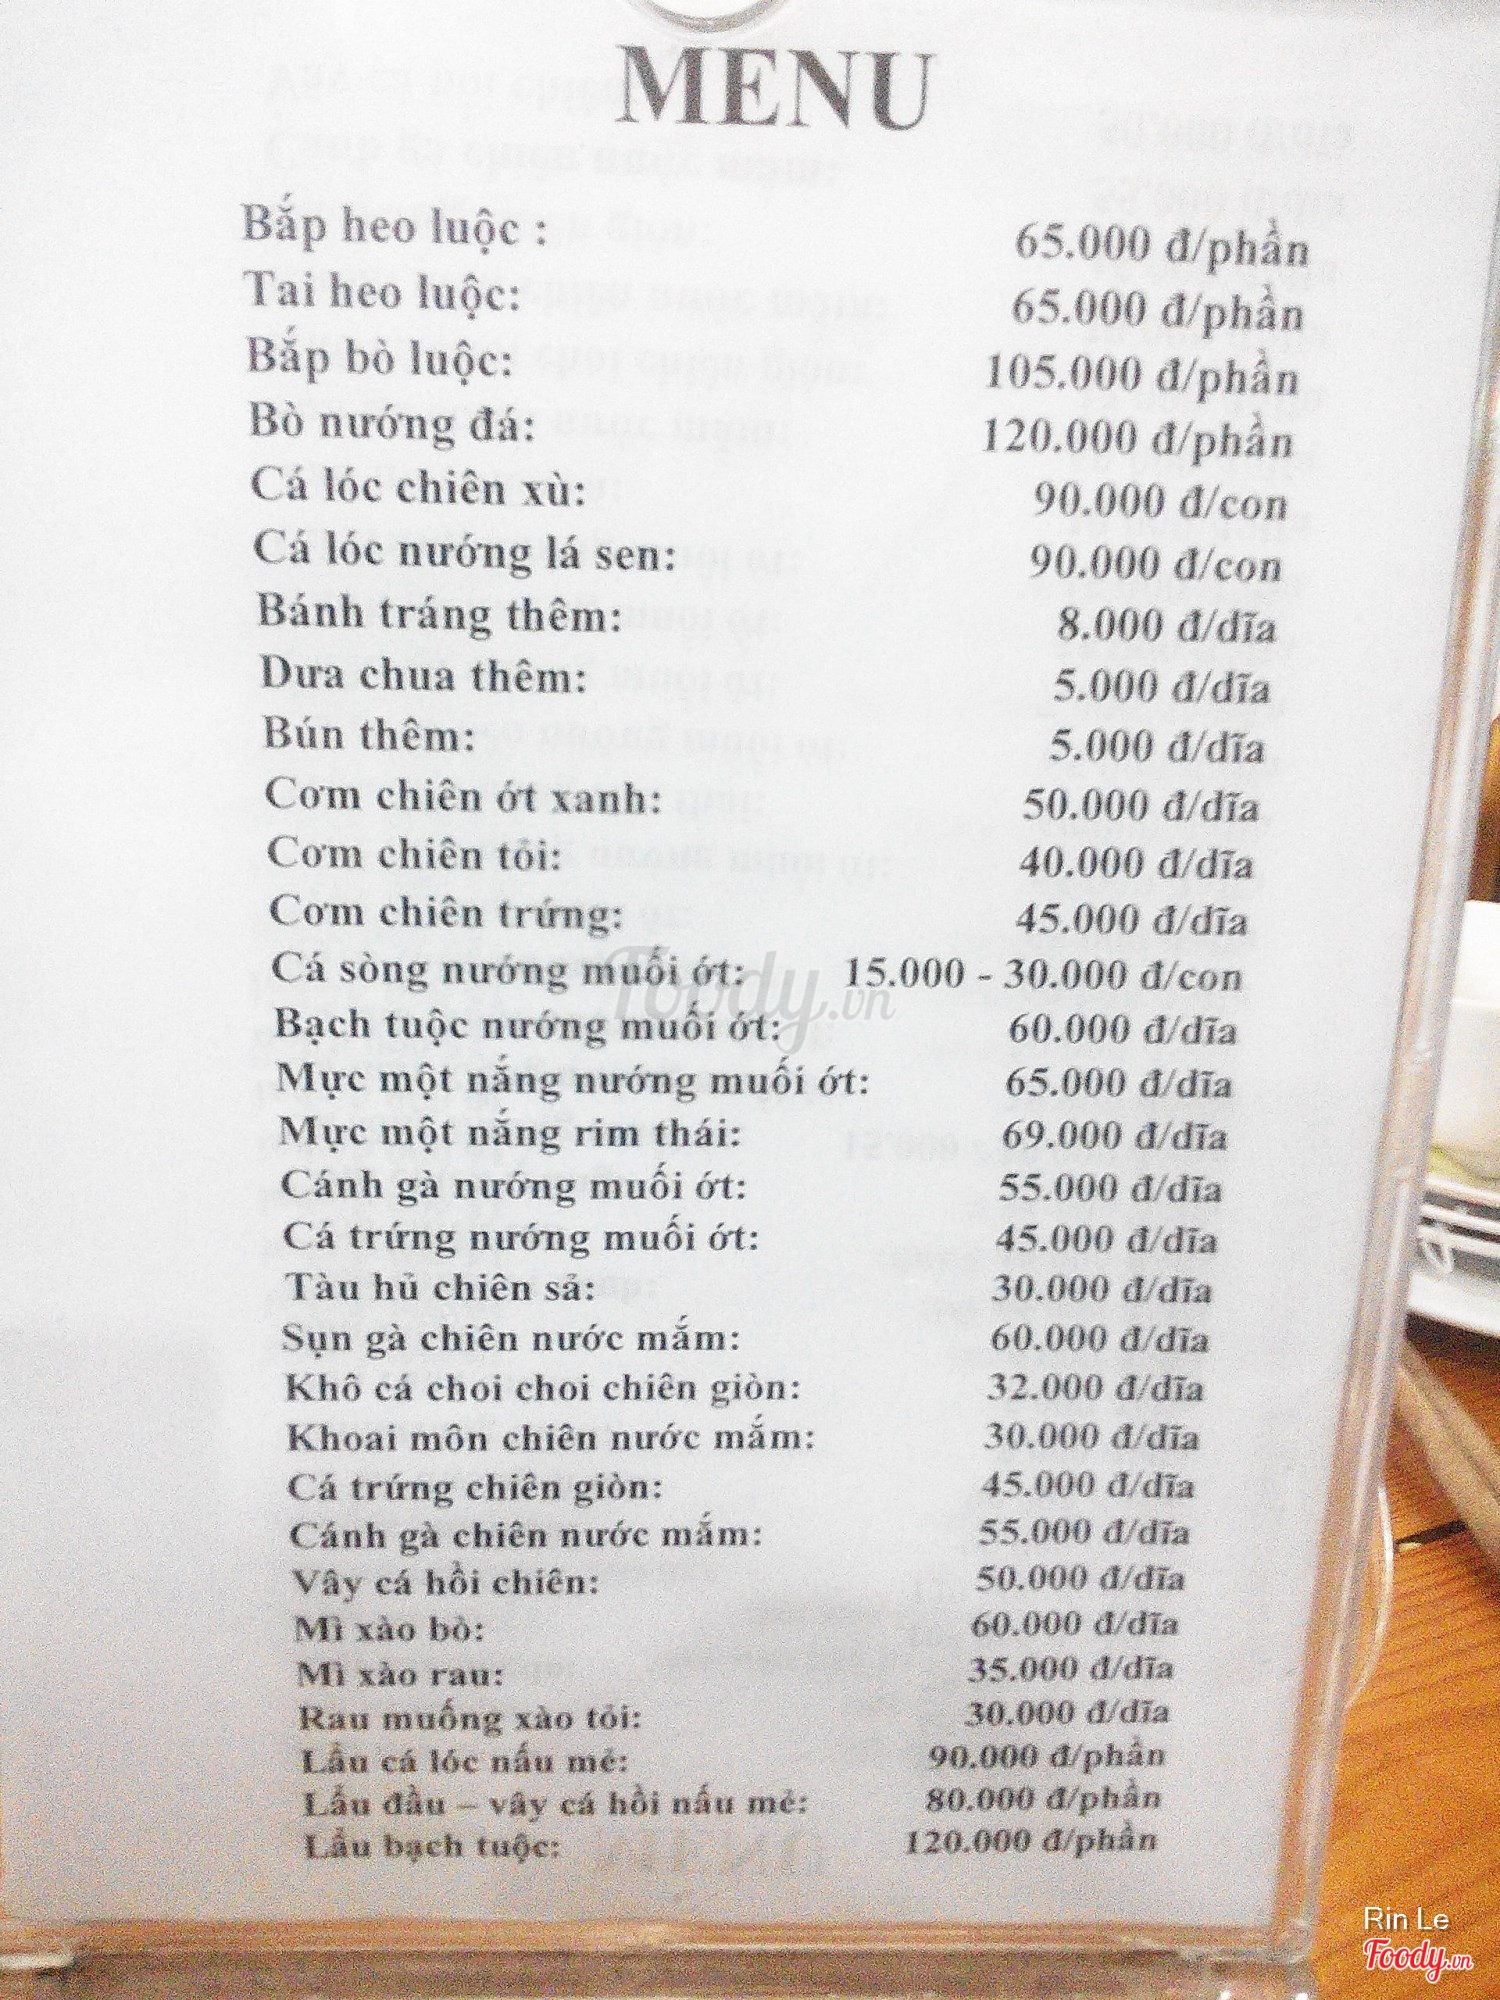 MENU
Bắp heo luộc : 65.000 đ/phần
Tai heo luộc: 65.000 đ/phần
Bắp bò luộc: 105.000 đ/phần
Bò nướng đá: 120.000 đ/phần
Cá lóc chiên xù: 90.000 đ/con
Cá lóc nướng lá sen: 90.000 đ/con
Bánh tráng thêm: 8.000 đ/dĩa
Dưa chua thêm: 5.000 đ/dĩa
Bún thêm: 5.000 đ/dĩa
Cơm chiên ớt xanh: 50.000 đ/dĩa
Cơm chiên tỏi: 40.000 đ/dĩa
Cơm chiên trứng: 45.000 đ/dĩa
Cá sòng nướng muối ớt: 15.000 - 30.000 đ/con
Foody.vn
Bạch tuộc nướng muối ớt: 60.000 đ/dĩa
Mực một nắng nướng muối ớt: 65.000 đ/dĩa
Mực một nắng rim thái: 69.000 đ/dĩa
Cánh gà nướng muối ớt: 55.000 đ/dĩa
Cá trứng nướng muối ớt: 45.000 đ/dĩa
Tàu hủ chiên sả: 30.000 đ/dĩa
Sụn gà chiên nước mắm: 60.000 đ/dĩa
Khô cá choi choi chiên giòn: 32.000 đ/dĩa
Khoai môn chiên nước mắm: 30.000 đ/dĩa
Cá trứng chiên giòn: 45.000 đ/dĩa
Cánh gà chiên nước mắm: 55.000 đ/dĩa
Vây cá hồi chiên: 50.000 đ/dĩa
Mì xào bò: 60.000 đ/dĩa
Mì xào rau: 35.000 đ/dĩa
Rau muống xào tỏi: 30.000 đ/dĩa
Lẩu cá lóc nấu mẻ: 90.000 đ/phần
Lẩu đầu – vây cá hồi nấu mẻ: 80.000 đ/phần
Lẩu bạch tuộc: 120.000 đ/phần
Rin Le
Foody.vn